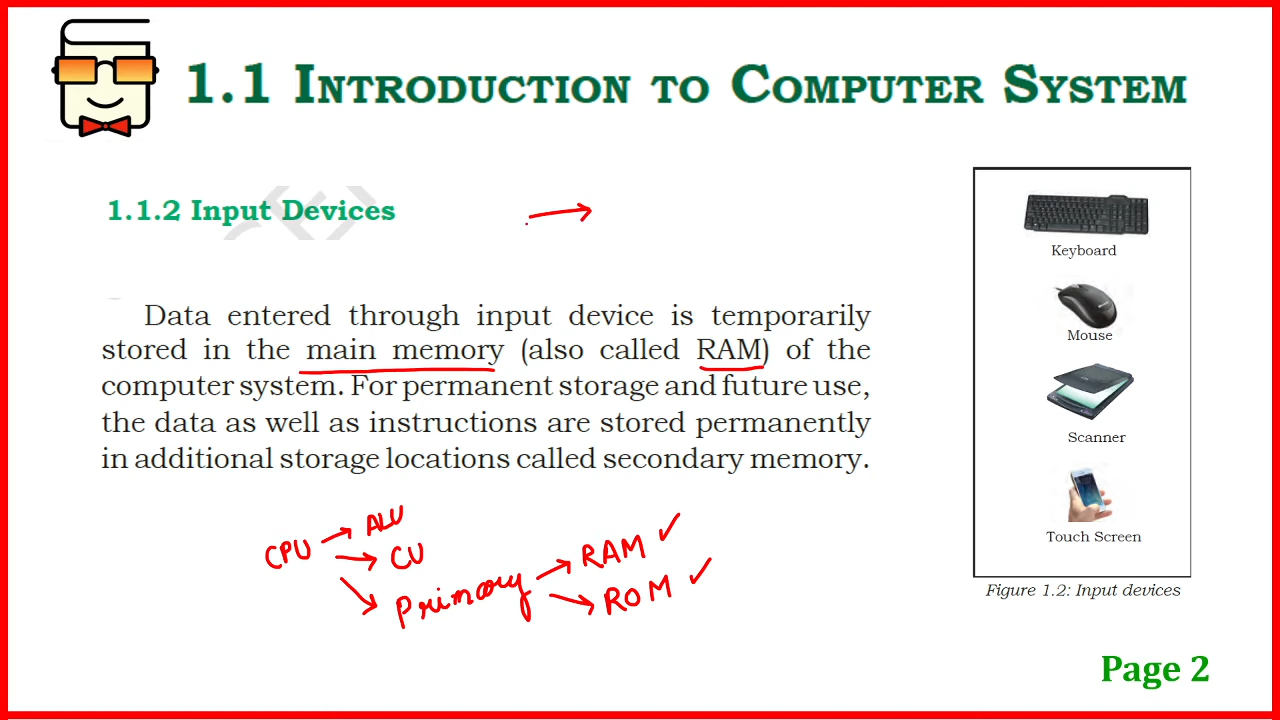 1.1 INTRODUCTION TO COMPUTER SYSTEM
1.1.2 Input Devices
Data entered through input device is temporarily
stored in the main memory (also called RAM) of the
computer system. For permanent storage and future use,
the data as well as instructions are stored permanently
in additional storage locations called secondary memory.
CPU → ALU
→ CU
→ Primary → RAM ✓
→ ROM ✓
Keyboard
Mouse
Scanner
Touch Screen
Figure 1.2: Input devices
Page 2